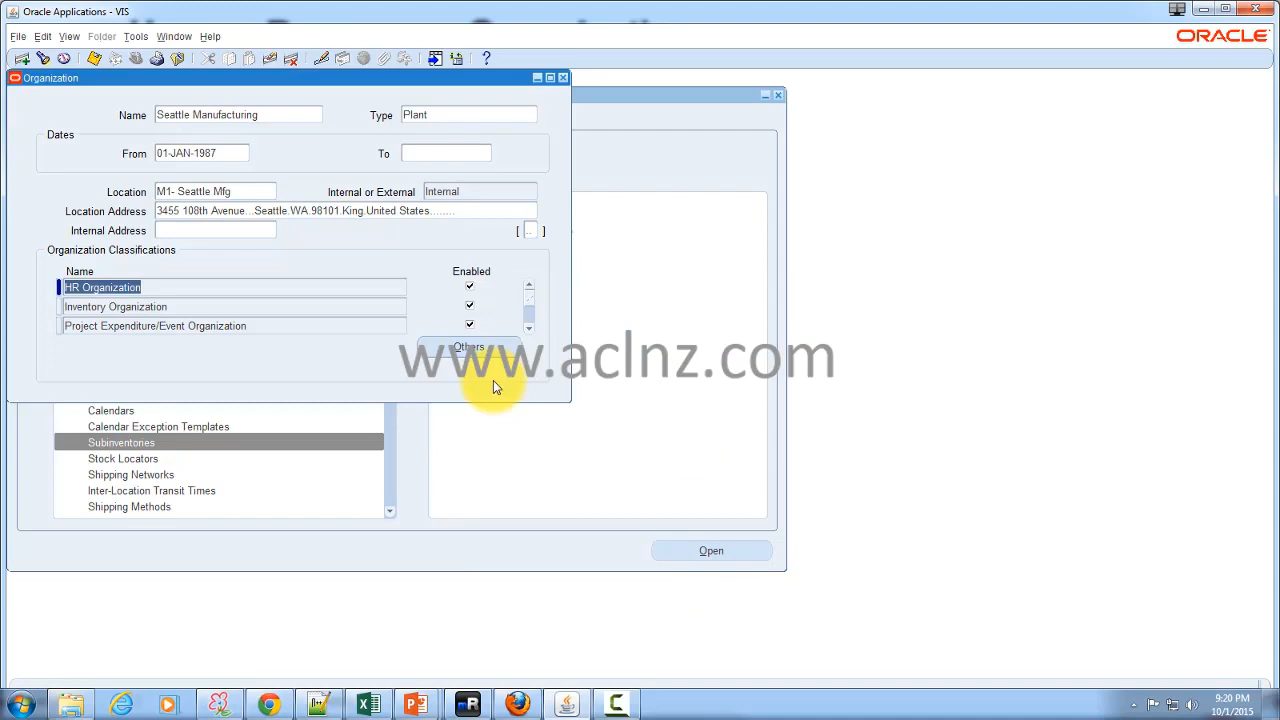 Oracle Applications - VIS
File Edit View Folder Tools Window Help
ORACLE
Organization
Name Seattle Manufacturing Type Plant
Dates
From 01-JAN-1987 To
Location M1- Seattle Mfg Internal or External Internal
Location Address 3455 108th Avenue...Seattle.WA.98101.King.United States........
Internal Address [ .. ]
Organization Classifications
Name Enabled
HR Organization
Inventory Organization
Project Expenditure/Event Organization
Others
www.aclnz.com
Calendars
Calendar Exception Templates
Subinventories
Stock Locators
Shipping Networks
Inter-Location Transit Times
Shipping Methods
Open
9:20 PM
10/1/2015